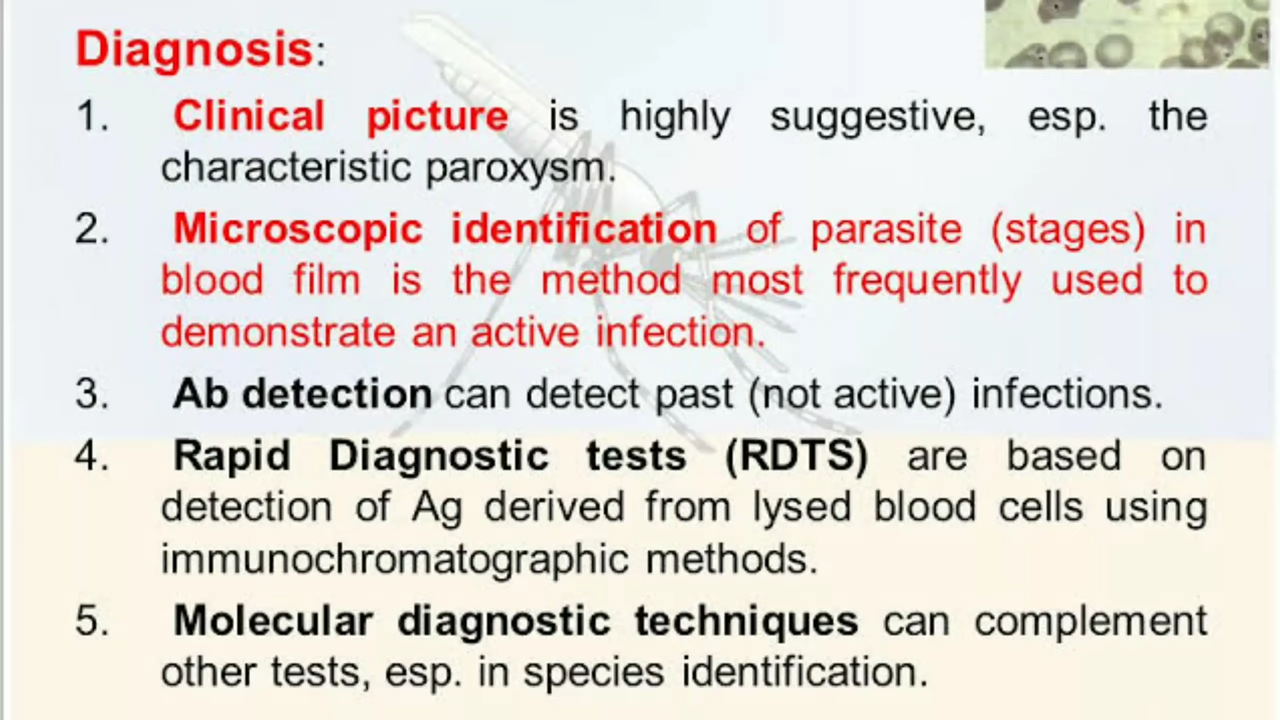 Diagnosis:
1. Clinical picture is highly suggestive, esp. the
characteristic paroxysm.
2. Microscopic identification of parasite (stages) in
blood film is the method most frequently used to
demonstrate an active infection.
3. Ab detection can detect past (not active) infections.
4. Rapid Diagnostic tests (RDTS) are based on
detection of Ag derived from lysed blood cells using
immunochromatographic methods.
5. Molecular diagnostic techniques can complement
other tests, esp. in species identification.